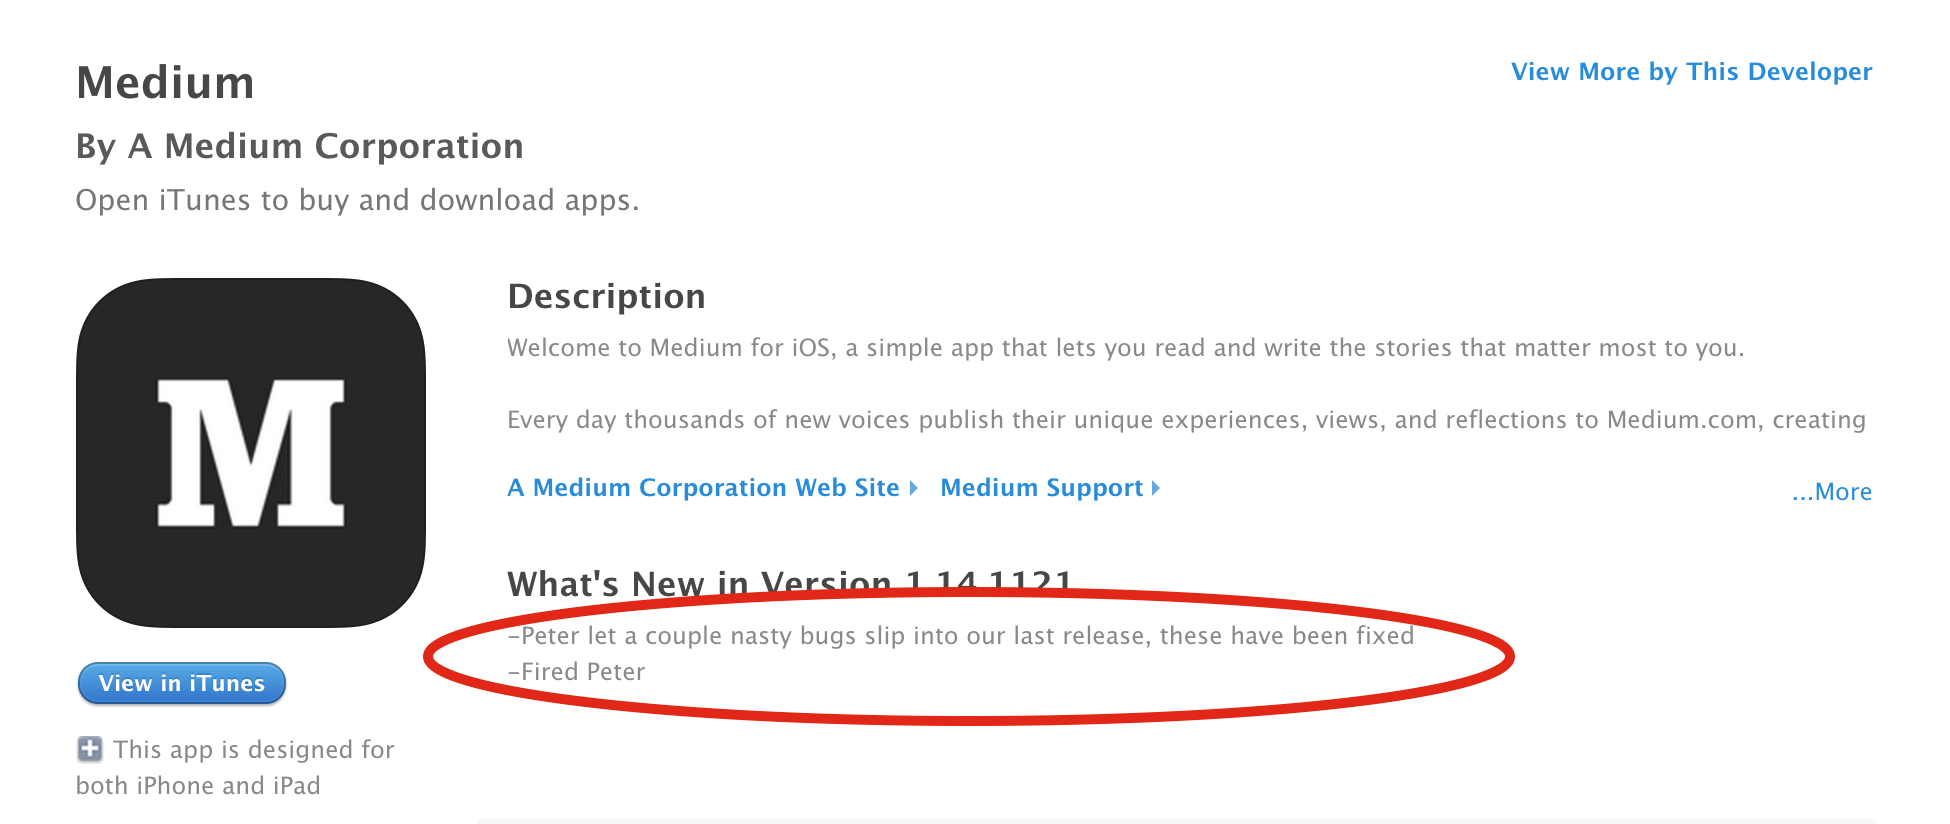 Medium
View More by This Developer
By A Medium Corporation
Open iTunes to buy and download apps.
M
Description
Welcome to Medium for iOS, a simple app that lets you read and write the stories that matter most to you.
Every day thousands of new voices publish their unique experiences, views, and reflections to Medium.com, creating
A Medium Corporation Web Site Medium Support
...More
What's New in Version 1.14.1121
-Peter let a couple nasty bugs slip into our last release, these have been fixed
-Fired Peter
View in iTunes
This app is designed for
both iPhone and iPad